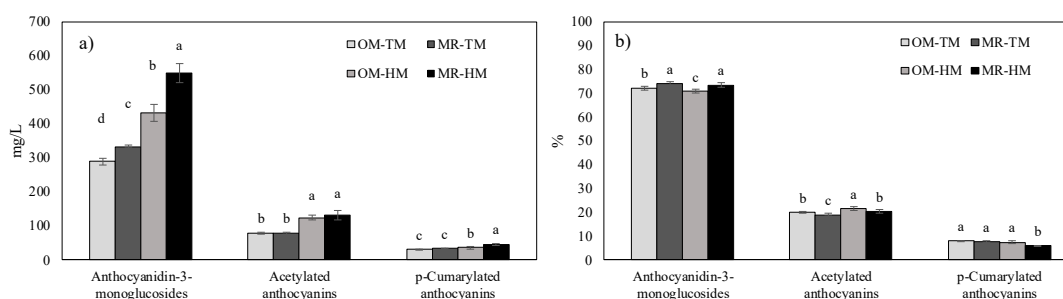 a)
OM-TM MR-TM
OM-HM MR-HM
700
600
500
400
300
200
100
0
mg/L
d c b a
b b a a
c c b a
Anthocyanidin-3-
monoglucosides
Acetylated
anthocyanins
p-Cumarylated
anthocyanins
b)
OM-TM MR-TM
OM-HM MR-HM
100
90
80
70
60
50
40
30
20
10
0
%
b a c a
b c a b
a a a b
Anthocyanidin-3-
monoglucosides
Acetylated
anthocyanins
p-Cumarylated
anthocyanins